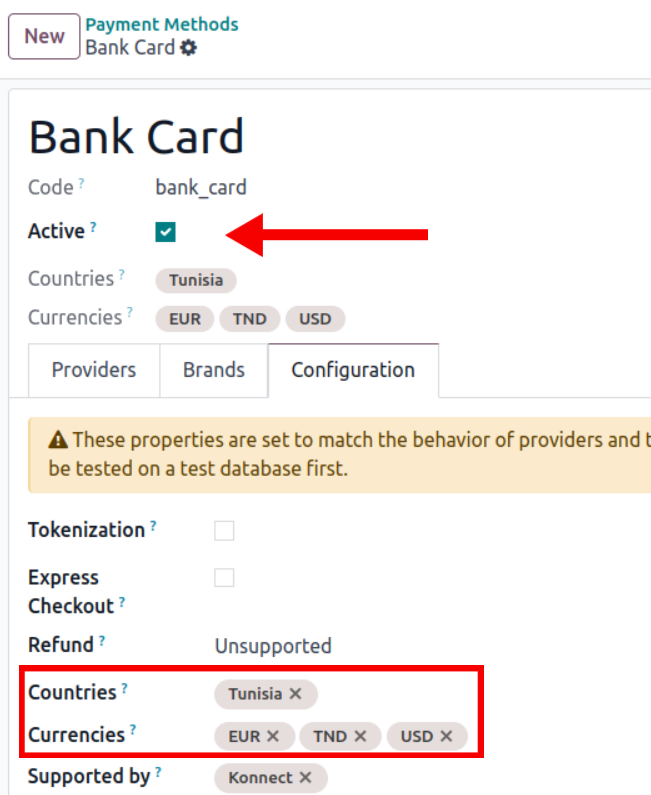 New
Payment Methods
Bank Card
Bank Card
Code ? bank_card
Active ?
Countries ? Tunisia
Currencies ? EUR TND USD
Providers Brands Configuration
These properties are set to match the behavior of providers and t
be tested on a test database first.
Tokenization ?
Express
Checkout ?
Refund ? Unsupported
Countries ? Tunisia ×
Currencies ? EUR × TND × USD ×
Supported by ? Konnect ×